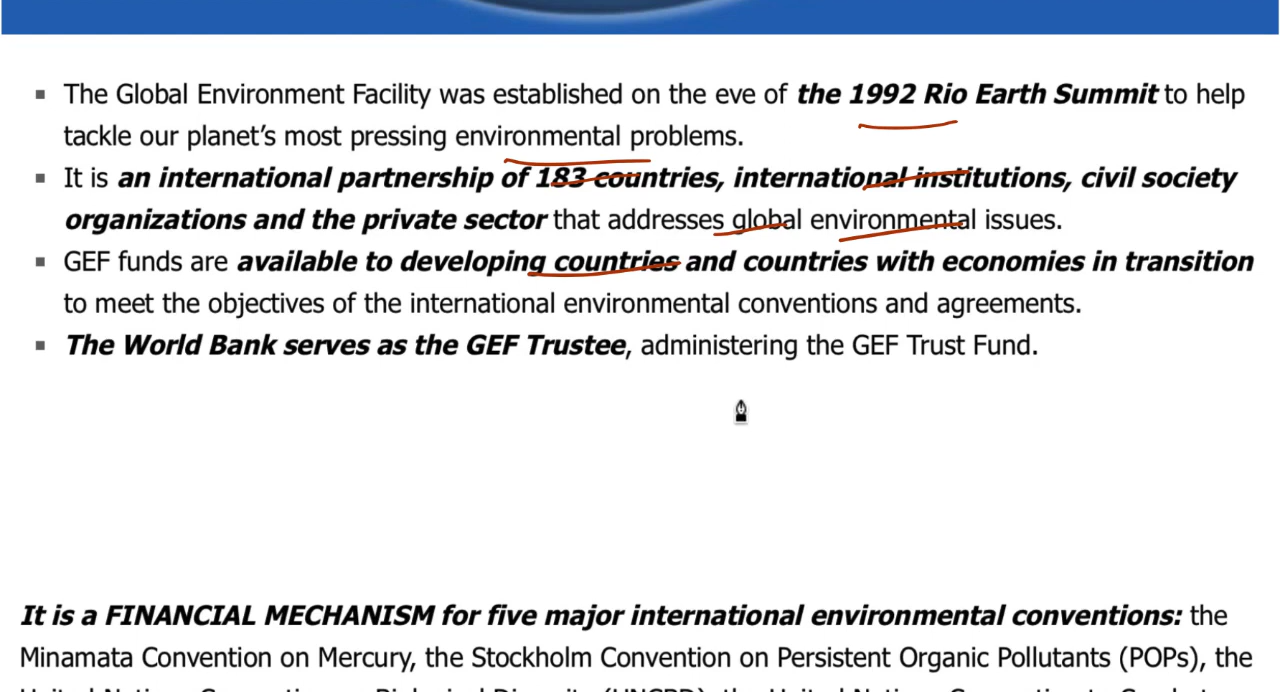 ▪ The Global Environment Facility was established on the eve of the 1992 Rio Earth Summit to help
tackle our planet's most pressing environmental problems.
▪ It is an international partnership of 183 countries, international institutions, civil society
organizations and the private sector that addresses global environmental issues.
▪ GEF funds are available to developing countries and countries with economies in transition
to meet the objectives of the international environmental conventions and agreements.
▪ The World Bank serves as the GEF Trustee, administering the GEF Trust Fund.
It is a FINANCIAL MECHANISM for five major international environmental conventions: the
Minamata Convention on Mercury, the Stockholm Convention on Persistent Organic Pollutants (POPs), the